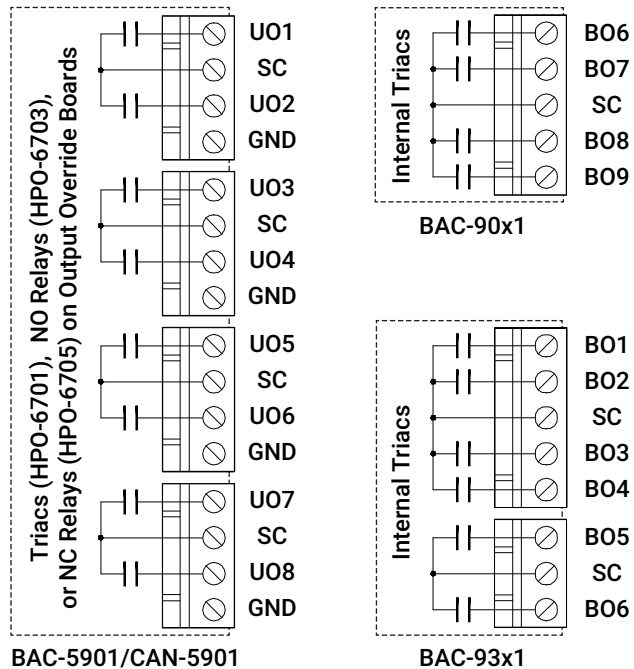 Triacs (HPO-6701), NO Relays (HPO-6703),
or NC Relays (HPO-6705) on Output Override Boards
UO1
SC
UO2
GND
UO3
SC
UO4
GND
UO5
SC
UO6
GND
UO7
SC
UO8
GND
BAC-5901/CAN-5901
Internal Triacs
BO6
BO7
SC
BO8
BO9
BAC-90x1
Internal Triacs
BO1
BO2
SC
BO3
BO4
BO5
SC
BO6
BAC-93x1